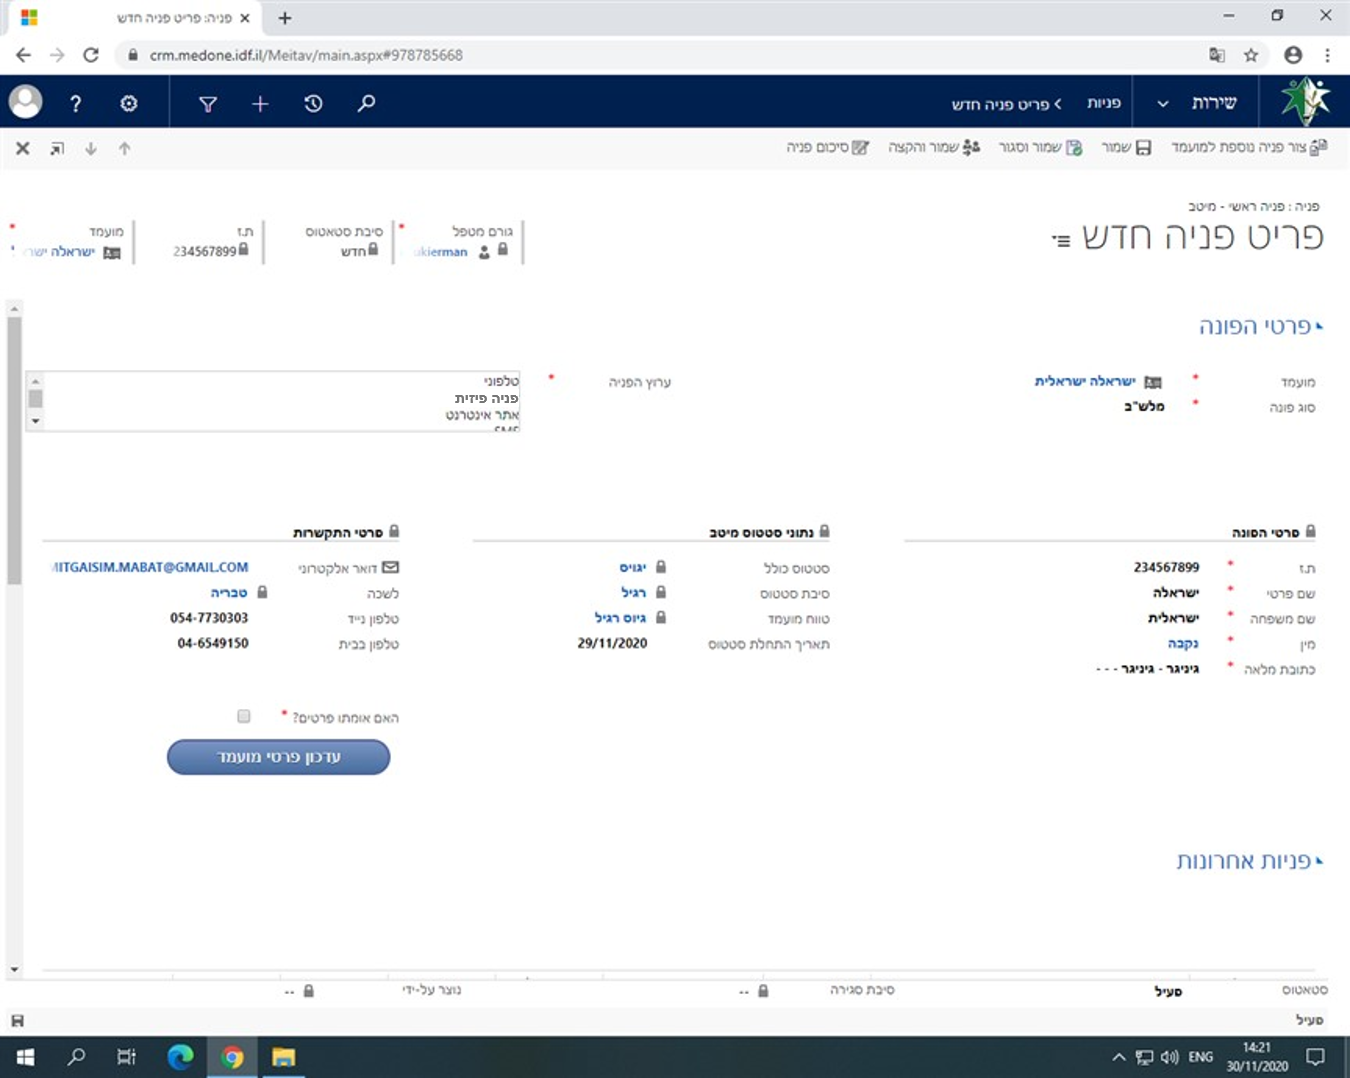 פניה: פריט פניה חדש
crm.medone.idf.il/Meitav/main.aspx#978785668
שירות
פניות
פריט פניה חדש
צור פניה נוספת למועמד
שמור
שמור וסגור
שמור והקצה
סיכום פניה
פניה : פניה ראשי - מיטב
פריט פניה חדש
גורם מטפל *
ukierman
סיבת סטאטוס
חדש
ת.ז
234567899
מועמד *
ישראלה
פרטי הפונה
מועמד * ישראלה ישראלית
סוג פונה * מלש"ב
ערוץ הפניה *
טלפוני
פניה פיזית
אתר אינטרנט
SMS
פרטי הפונה
ת.ז * 234567899
שם פרטי * ישראלה
שם משפחה * ישראלית
מין * נקבה
כתובת מלאה * גיניגר - גיניגר - - -
נתוני סטטוס מיטב
סטטוס כולל יגויס
סיבת סטטוס רגיל
טווח מועמד גיוס רגיל
תאריך התחלת סטטוס 29/11/2020
פרטי התקשרות
דואר אלקטרוני MITGAISIM.MABAT@GMAIL.COM
לשכה טבריה
טלפון נייד 054-7730303
טלפון בבית 04-6549150
האם אומתו פרטים? *
עדכון פרטי מועמד
פניות אחרונות
סטאטוס פעיל
סיבת סגירה --
נוצר על-ידי --
פעיל
ENG
14:21
30/11/2020